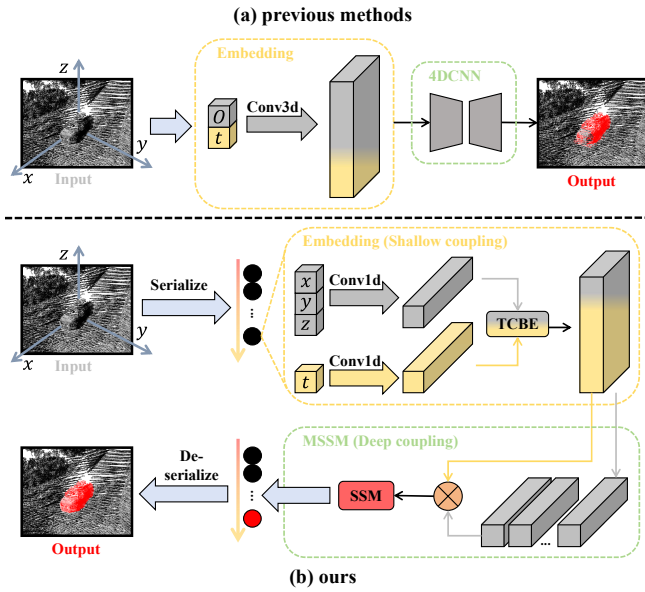 (a) previous methods
Embedding
4DCNN
z
O
t
Conv3d
x
y
Input
Output
Embedding (Shallow coupling)
z
Serialize
x
y
z
Conv1d
TCBE
Conv1d
t
x
y
Input
...
MSSM (Deep coupling)
De-
serialize
SSM
...
...
Output
(b) ours